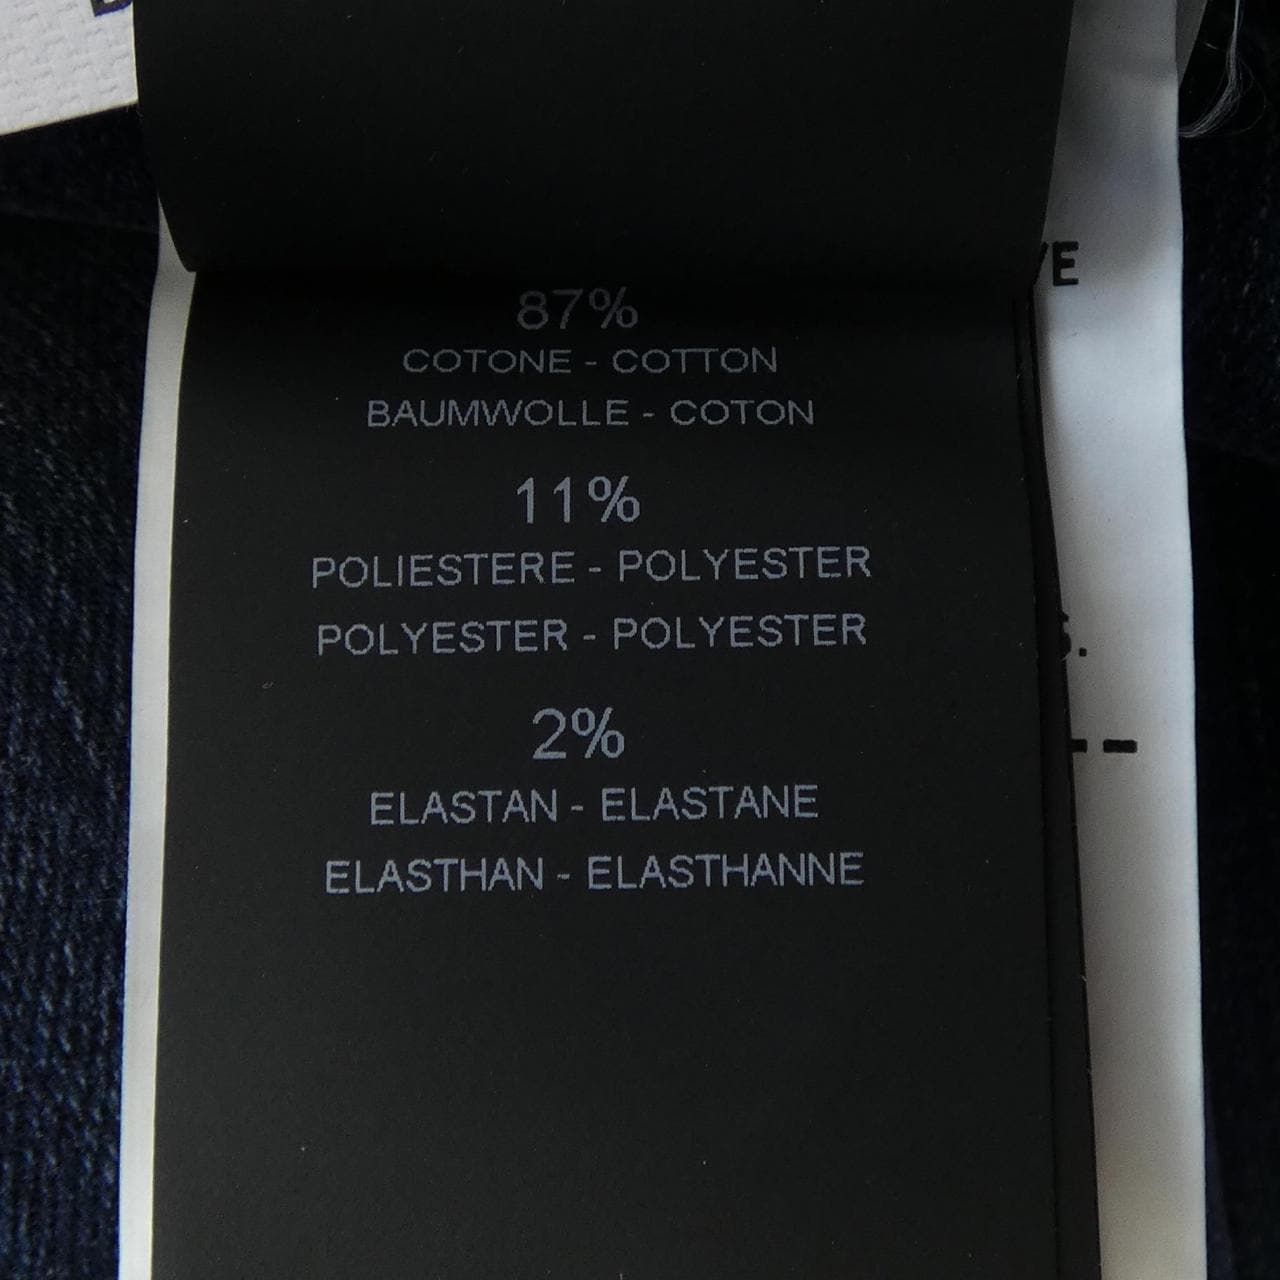 87%
COTONE - COTTON
BAUMWOLLE - COTON
11%
POLIESTERE - POLYESTER
POLYESTER - POLYESTER
2%
ELASTAN - ELASTANE
ELASTHAN - ELASTHANNE